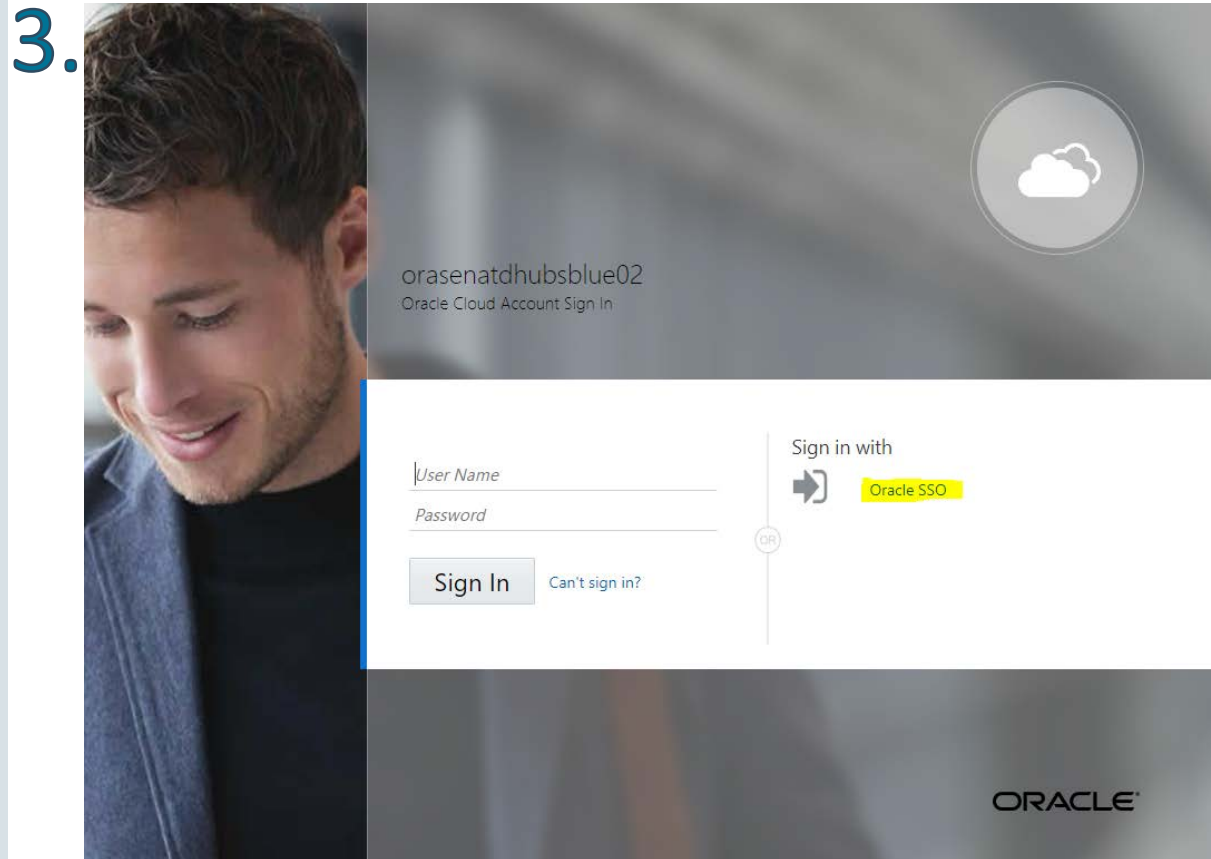 3.
orasenatdhubsblue02
Oracle Cloud Account Sign In
User Name
Password
Sign In
Can't sign in?
OR
Sign in with
Oracle SSO
ORACLE®